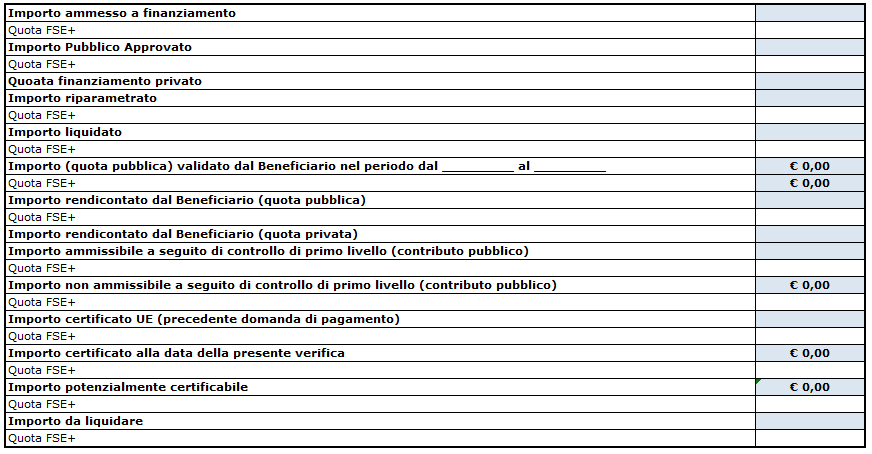 Importo ammesso a finanziamento
Quota FSE+
Importo Pubblico Approvato
Quota FSE+
Quoata finanziamento privato
Importo riparametrato
Quota FSE+
Importo liquidato
Quota FSE+
Importo (quota pubblica) validato dal Beneficiario nel periodo dal __________ al __________ € 0,00
Quota FSE+ € 0,00
Importo rendicontato dal Beneficiario (quota pubblica)
Quota FSE+
Importo rendicontato dal Beneficiario (quota privata)
Importo ammissibile a seguito di controllo di primo livello (contributo pubblico)
Quota FSE+
Importo non ammissibile a seguito di controllo di primo livello (contributo pubblico) € 0,00
Quota FSE+
Importo certificato UE (precedente domanda di pagamento)
Quota FSE+
Importo certificato alla data della presente verifica € 0,00
Quota FSE+
Importo potenzialmente certificabile € 0,00
Quota FSE+
Importo da liquidare
Quota FSE+